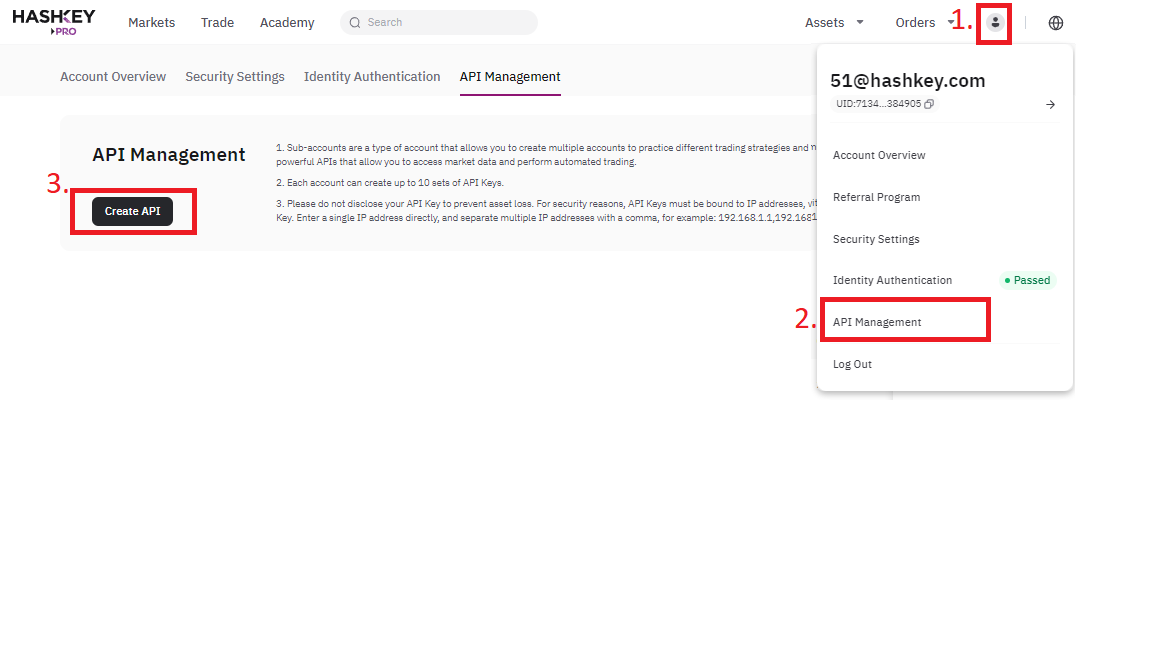 HASHKEY
PRO
Markets
Trade
Academy
Search
Assets
Orders
1.
Account Overview
Security Settings
Identity Authentication
API Management
51@hashkey.com
UID:7134...384905
API Management
1. Sub-accounts are a type of account that allows you to create multiple accounts to practice different trading strategies and
powerful APIs that allow you to access market data and perform automated trading.
2. Each account can create up to 10 sets of API Keys.
3. Please do not disclose your API Key to prevent asset loss. For security reasons, API Keys must be bound to IP addresses,
Key. Enter a single IP address directly, and separate multiple IP addresses with a comma, for example: 192.168.1.1,192.168
3.
Create API
Account Overview
Referral Program
Security Settings
Identity Authentication
Passed
2.
API Management
Log Out